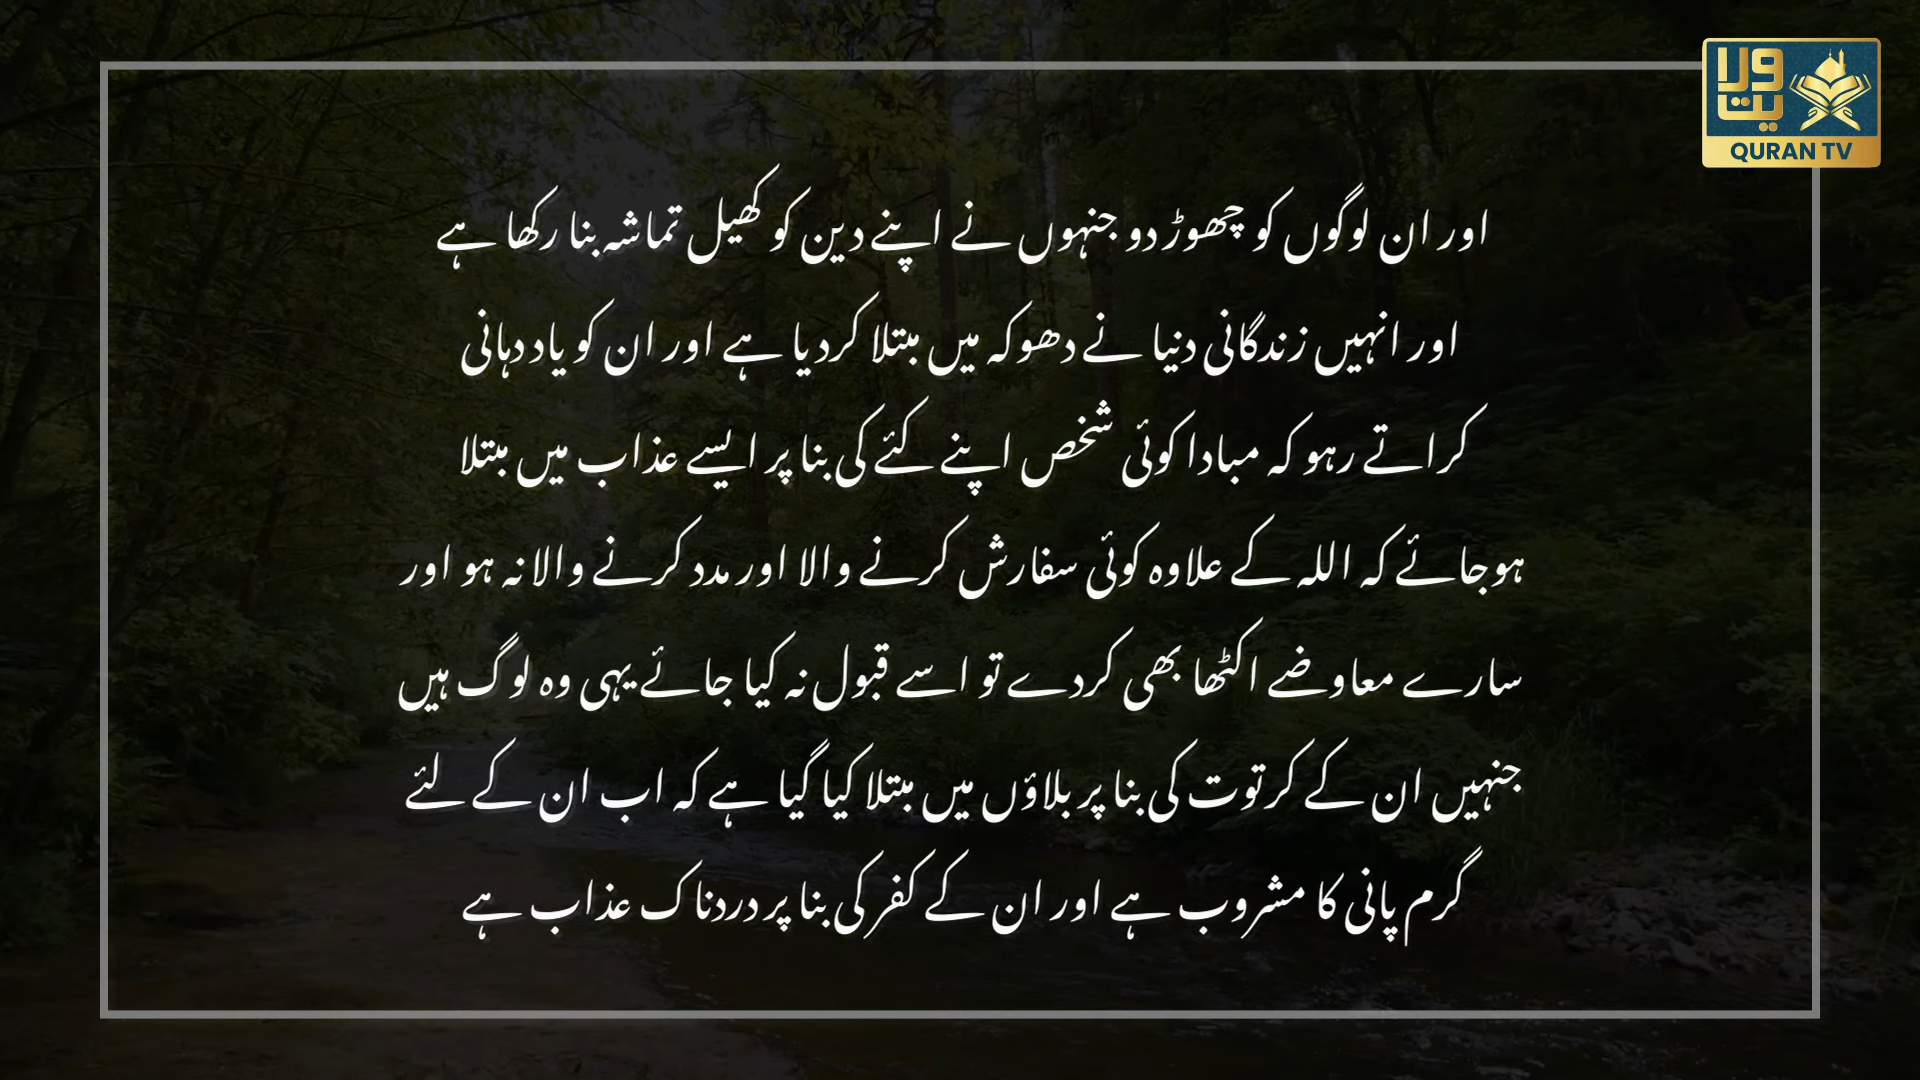 ولایت
QURAN TV
اور ان لوگوں کو چھوڑ دو جنہوں نے اپنے دین کو کھیل تماشہ بنا رکھا ہے
اور انہیں زندگانی دنیا نے دھوکہ میں مبتلا کردیا ہے اور ان کو یاد دہانی
کراتے رہو کہ مبادا کوئی شخص اپنے کئے کی بنا پر ایسے عذاب میں مبتلا
ہوجائے کہ اللہ کے علاوہ کوئی سفارش کرنے والا اور مدد کرنے والا نہ ہو اور
سارے معاوضے اکٹھا بھی کردے تو اسے قبول نہ کیا جائے یہی وہ لوگ ہیں
جنہیں ان کے کرتوت کی بنا پر بلاؤں میں مبتلا کیا گیا ہے کہ اب ان کے لئے
گرم پانی کا مشروب ہے اور ان کے کفر کی بنا پر دردناک عذاب ہے